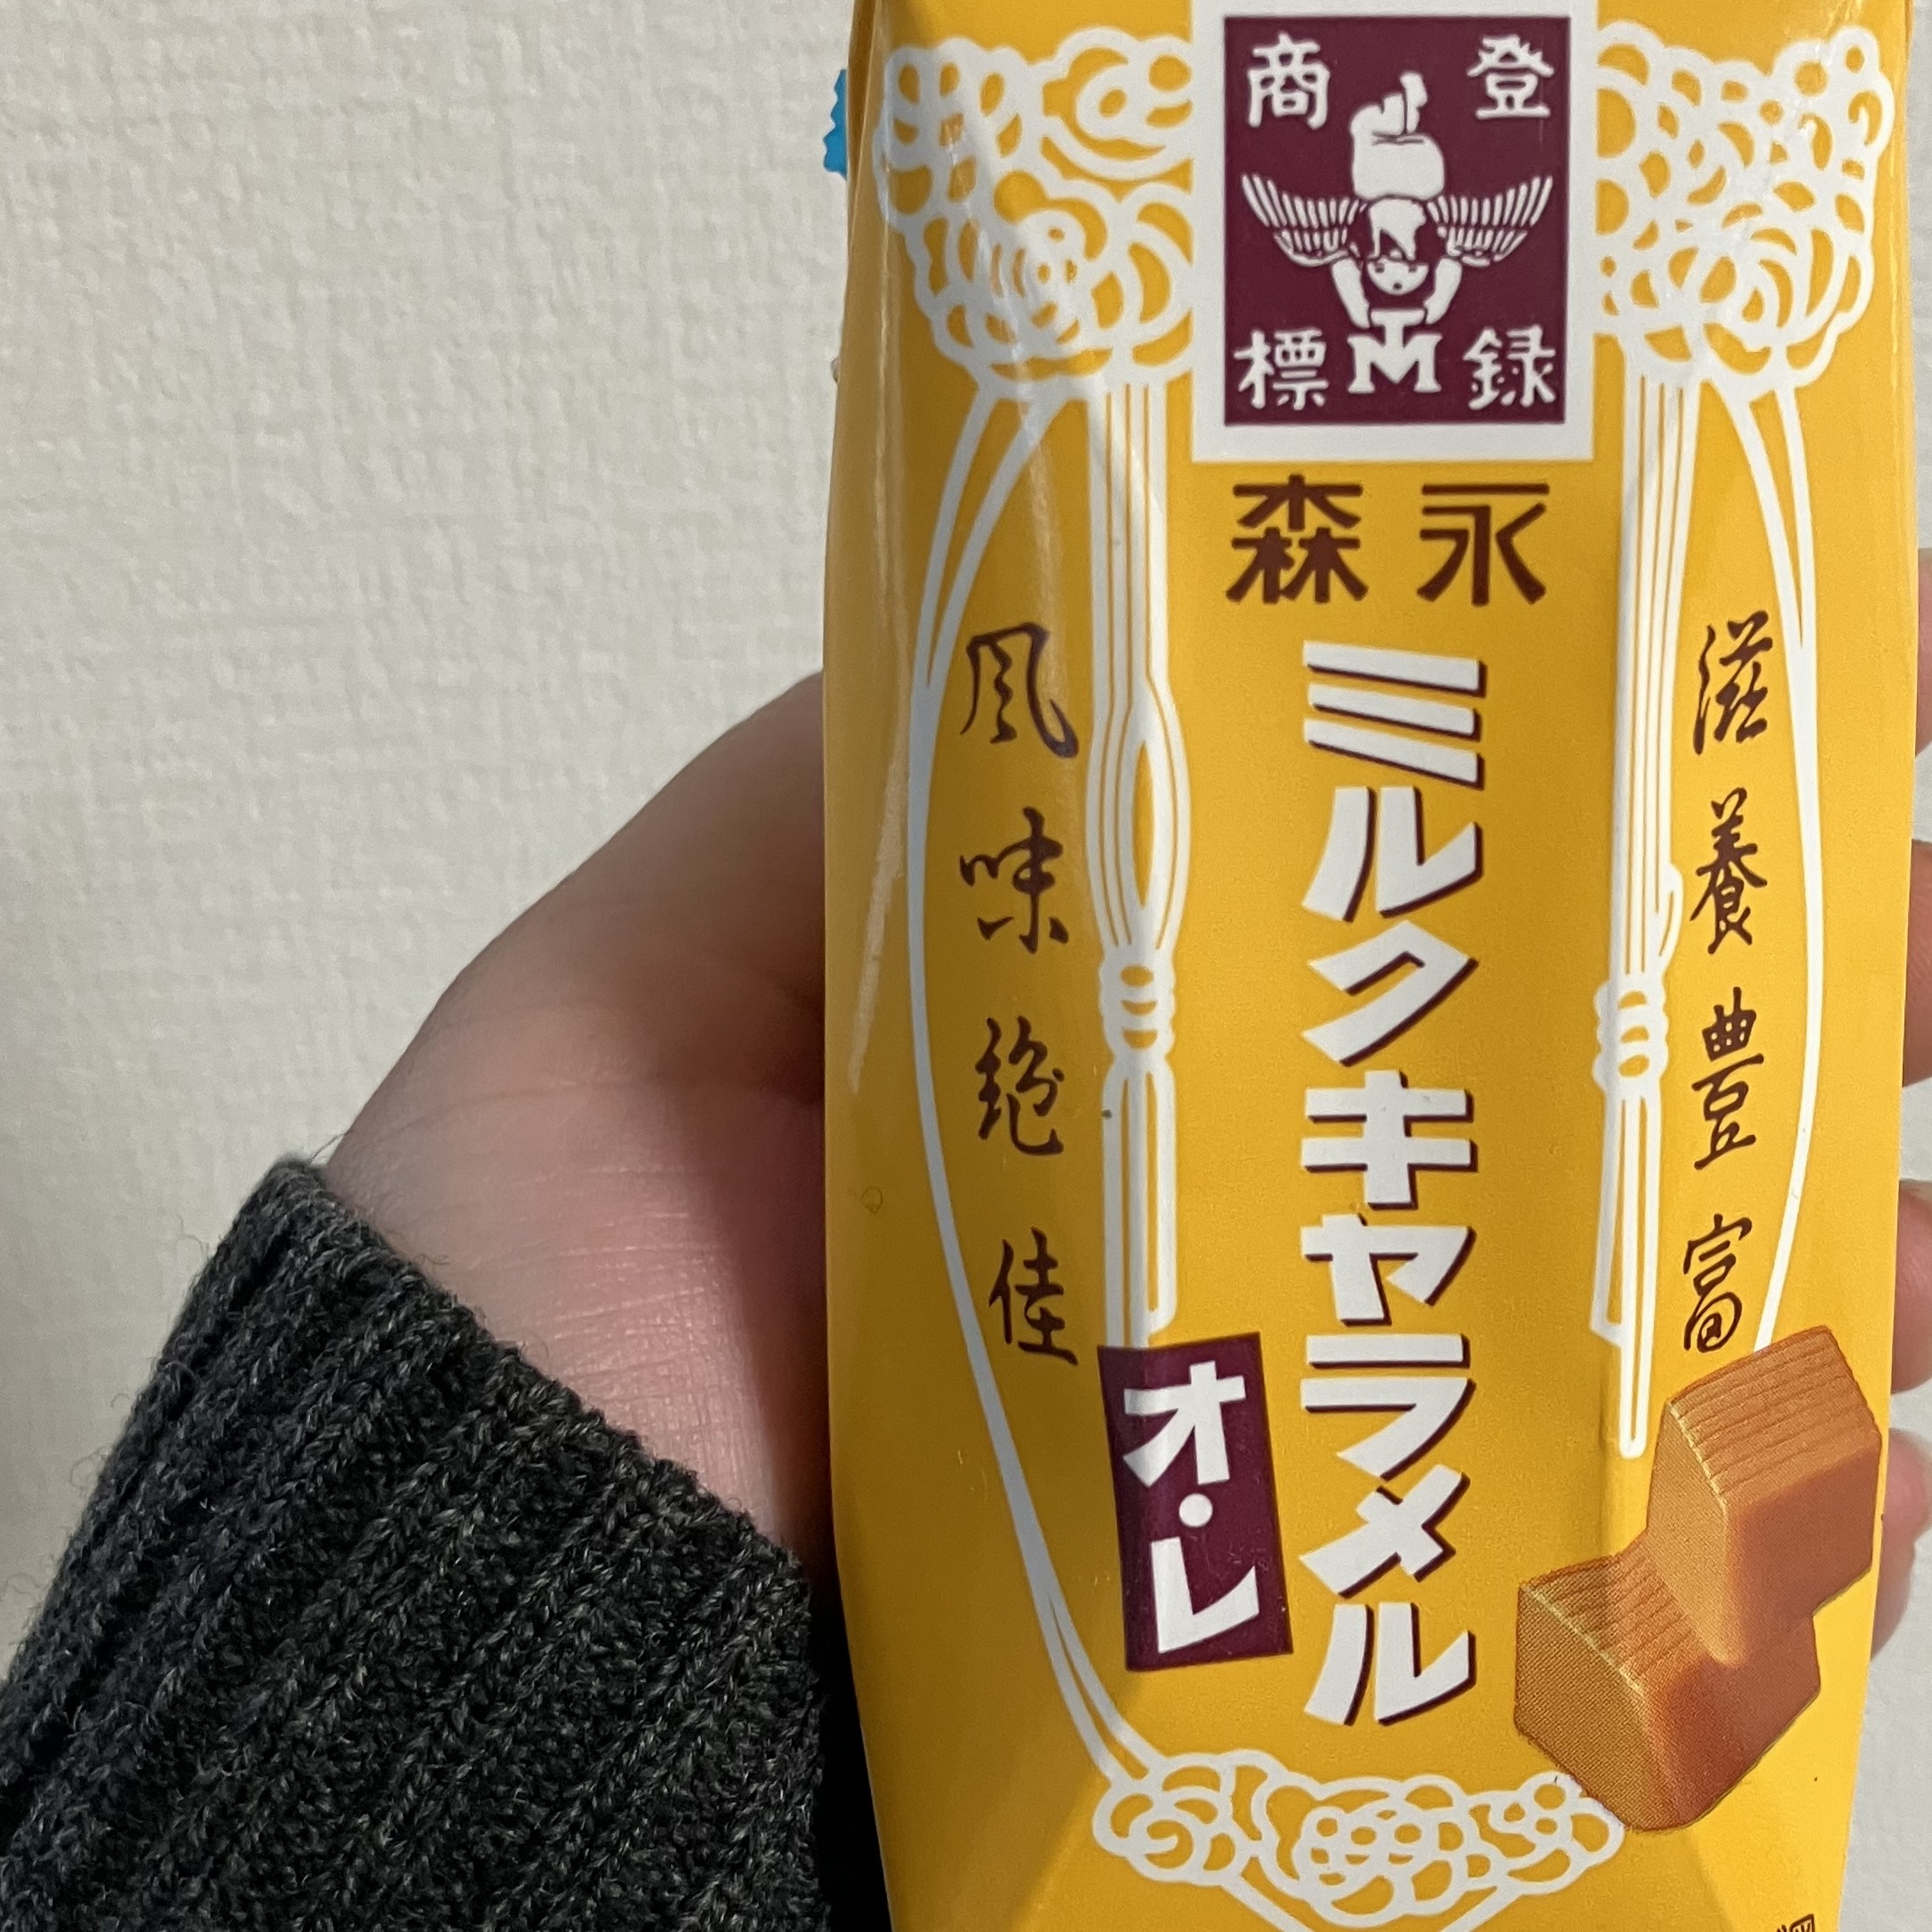 登録
商標
TM
森永
ミルクキャラメル
オ・レ
滋養豊富
風味絶佳